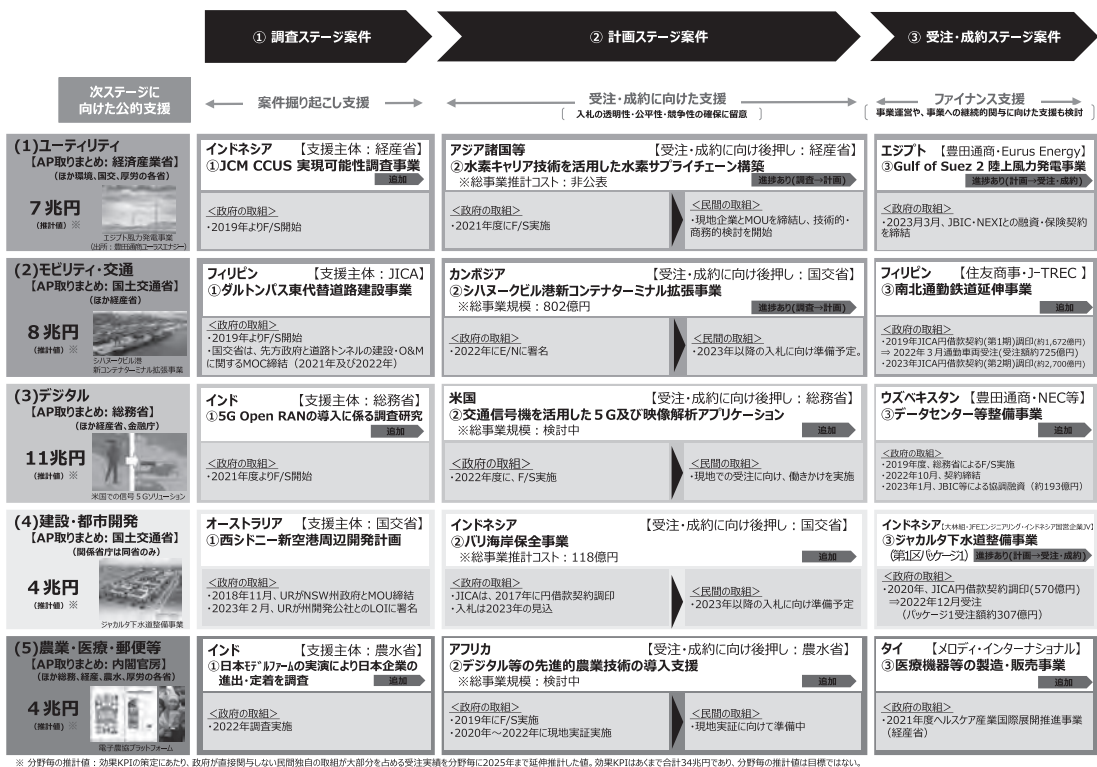 ① 調査ステージ案件
② 計画ステージ案件
③ 受注・成約ステージ案件
次ステージに
向けた公的支援
案件掘り起こし支援
受注・成約に向けた支援
入札の透明性・公平性・競争性の確保に留意
ファイナンス支援
事業運営や、事業への継続的関与に向けた支援も検討
(1)ユーティリティ
【AP取りまとめ: 経済産業省】
(ほか環境、国交、厚労の各省)
7兆円
(推計値) ※
エジプト風力発電事業
(出所:豊田通商ユーラスエナジー)
インドネシア 【支援主体:経産省】
①JCM CCUS 実現可能性調査事業
追加
<政府の取組>
・2019年よりF/S開始
アジア諸国等 【受注・成約に向け後押し:経産省】
②水素キャリア技術を活用した水素サプライチェーン構築
※総事業推計コスト:非公表
進捗あり(調査→計画)
<政府の取組>
・2021年度にF/S実施
<民間の取組>
・現地企業とMOUを締結し、技術的・
商務的検討を開始
エジプト 【豊田通商・Eurus Energy】
③Gulf of Suez 2 陸上風力発電事業
進捗あり(計画→受注・成約)
<政府の取組>
・2023月3月、JBIC・NEXIとの融資・保険契約
を締結
(2)モビリティ・交通
【AP取りまとめ: 国土交通省】
(ほか経産省)
8兆円
(推計値) ※
シハヌークビル港
新コンテナターミナル拡張事業
フィリピン 【支援主体:JICA】
①ダルトンパス東代替道路建設事業
<政府の取組>
・2019年よりF/S開始
・国交省は、先方政府と道路トンネルの建設・O&M
に関するMOC締結(2021年及び2022年)
カンボジア 【受注・成約に向け後押し:国交省】
②シハヌークビル港新コンテナターミナル拡張事業
※総事業規模:802億円
進捗あり(調査→計画)
<政府の取組>
・2022年にE/Nに署名
<民間の取組>
・2023年以降の入札に向け準備予定。
フィリピン 【住友商事・J-TREC 】
③南北通勤鉄道延伸事業
追加
<政府の取組>
・2019年JICA円借款契約(第1期)調印(約1,672億円)
⇒ 2022年3月通勤車両受注(受注額約725億円)
・2023年JICA円借款契約(第2期)調印(約2,700億円)
(3)デジタル
【AP取りまとめ: 総務省】
(ほか経産省、金融庁)
11兆円
(推計値) ※
米国での信号5Gソリューション
インド 【支援主体:総務省】
①5G Open RANの導入に係る調査研究
追加
<政府の取組>
・2021年度よりF/S開始
米国 【受注・成約に向け後押し:総務省】
②交通信号機を活用した5G及び映像解析アプリケーション
※総事業規模:検討中
追加
<政府の取組>
・2022年度に、F/S実施
<民間の取組>
・現地での受注に向け、働きかけを実施
ウズベキスタン 【豊田通商・NEC等】
③データセンター等整備事業
追加
<政府の取組>
・2019年度、総務省によるF/S実施
・2022年10月、契約締結
・2023年1月、JBIC等による協調融資(約193億円)
(4)建設・都市開発
【AP取りまとめ: 国土交通省】
(関係省庁は同省のみ)
4兆円
(推計値) ※
ジャカルタ下水道整備事業
オーストラリア 【支援主体:国交省】
①西シドニー新空港周辺開発計画
<政府の取組>
・2018年11月、URがNSW州政府とMOU締結
・2023年2月、URが州開発公社とのLOIに署名
インドネシア 【受注・成約に向け後押し:国交省】
②バリ海岸保全事業
※総事業推計コスト:118億円
追加
<政府の取組>
・JICAは、2017年に円借款契約調印
・入札は2023年の見込
<民間の取組>
・2023年以降の入札に向け準備予定
インドネシア【大林組・JFEエンジニアリング・インドネシア国営企業JV】
③ジャカルタ下水道整備事業
(第1区パッケージ1) 進捗あり(計画→受注・成約)
<政府の取組>
・2020年、JICA円借款契約調印(570億円)
⇒2022年12月受注
(パッケージ1受注額約307億円)
(5)農業・医療・郵便等
【AP取りまとめ: 内閣官房】
(ほか総務、経産、農水、厚労の各省)
4兆円
(推計値) ※
電子農協プラットフォーム
インド 【支援主体:農水省】
①日本ﾓﾃﾞﾙﾌｧｰﾑの実演により日本企業の
進出・定着を調査
追加
<政府の取組>
・2022年調査実施
アフリカ 【受注・成約に向け後押し:農水省】
②デジタル等の先進的農業技術の導入支援
※総事業規模:検討中
追加
<政府の取組>
・2019年にF/S実施
・2020年～2022年に現地実証実施
<民間の取組>
・現地実証に向けて準備中
タイ 【メロディ・インターナショナル】
③医療機器等の製造・販売事業
追加
<政府の取組>
・2021年度ヘルスケア産業国際展開推進事業
(経産省)
※ 分野毎の推計値:効果KPIの策定にあたり、政府が直接関与しない民間独自の取組が大部分を占める受注実績を分野毎に2025年まで延伸推計した値。効果KPIはあくまで合計34兆円であり、分野毎の推計値は目標ではない。